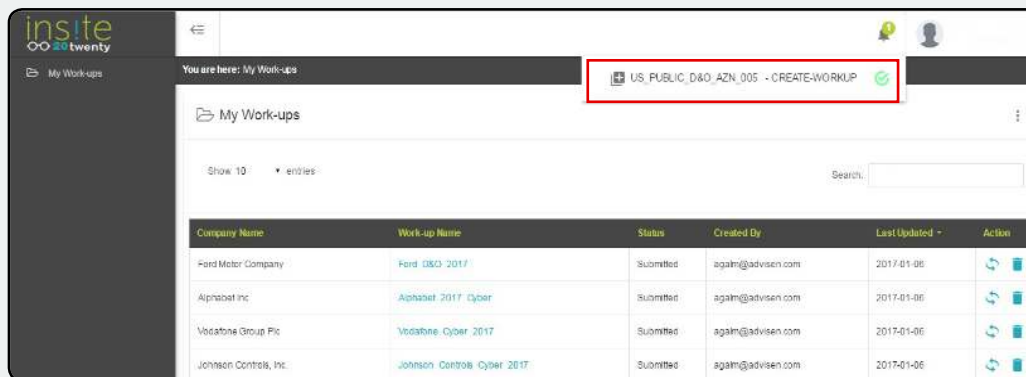 ins!te
20twenty
1
My Work-ups
You are here: My Work-ups
US_PUBLIC_D&O_AZN_005 - CREATE-WORKUP
My Work-ups
Show 10 entries
Search:
Company Name Work-up Name Status Created By Last Updated Action
Ford Motor Company Ford D&O 2017 Submitted agalm@advisen.com 2017-01-06
Alphabet Inc Alphabet 2017 Cyber Submitted agalm@advisen.com 2017-01-06
Vodafone Group Plc Vodafone Cyber 2017 Submitted agalm@advisen.com 2017-01-06
Johnson Controls, Inc. Johnson Controls Cyber 2017 Submitted agalm@advisen.com 2017-01-06